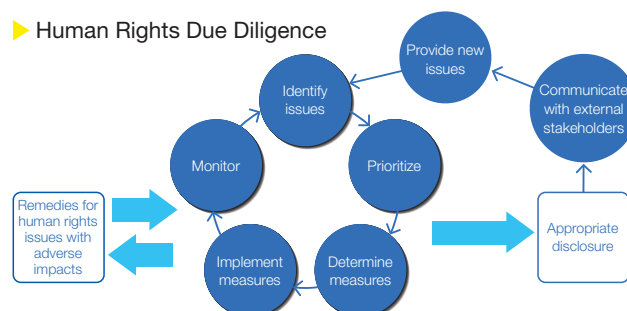 Human Rights Due Diligence
Provide new
issues
Identify
issues
Communicate
with external
stakeholders
Monitor
Prioritize
Remedies for
human rights
issues with
adverse
impacts
Appropriate
disclosure
Implement
measures
Determine
measures